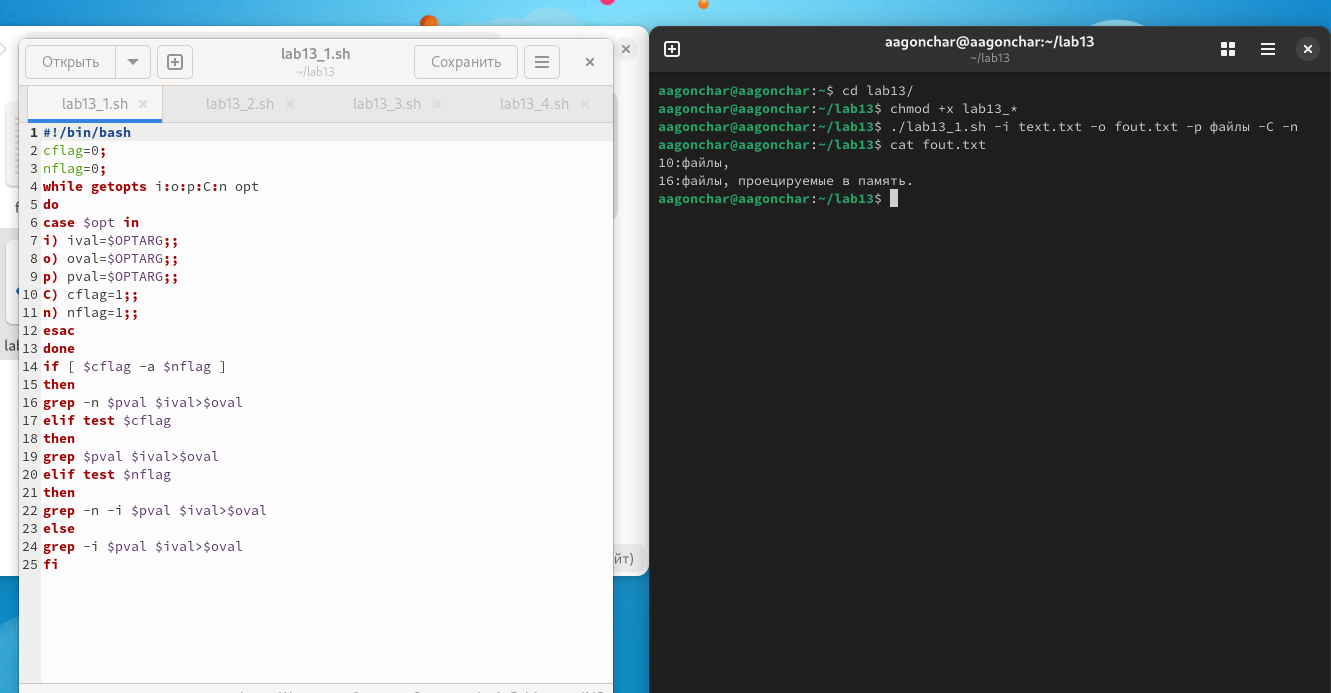 Открыть
lab13_1.sh
~/lab13
Сохранить
lab13_1.sh
lab13_2.sh
lab13_3.sh
lab13_4.sh
1 #!/bin/bash
2 cflag=0;
3 nflag=0;
4 while getopts i:o:p:C:n opt
5 do
6 case $opt in
7 i) ival=$OPTARG;;
8 o) oval=$OPTARG;;
9 p) pval=$OPTARG;;
10 C) cflag=1;;
11 n) nflag=1;;
12 esac
13 done
14 if [ $cflag -a $nflag ]
15 then
16 grep -n $pval $ival>$oval
17 elif test $cflag
18 then
19 grep $pval $ival>$oval
20 elif test $nflag
21 then
22 grep -n -i $pval $ival>$oval
23 else
24 grep -i $pval $ival>$oval
25 fi
йт)
aagonchar@aagonchar:~/lab13
~/lab13
aagonchar@aagonchar:~$ cd lab13/
aagonchar@aagonchar:~/lab13$ chmod +x lab13_*
aagonchar@aagonchar:~/lab13$ ./lab13_1.sh -i text.txt -o fout.txt -p файлы -C -n
aagonchar@aagonchar:~/lab13$ cat fout.txt
10:файлы,
16:файлы, проецируемые в память.
aagonchar@aagonchar:~/lab13$